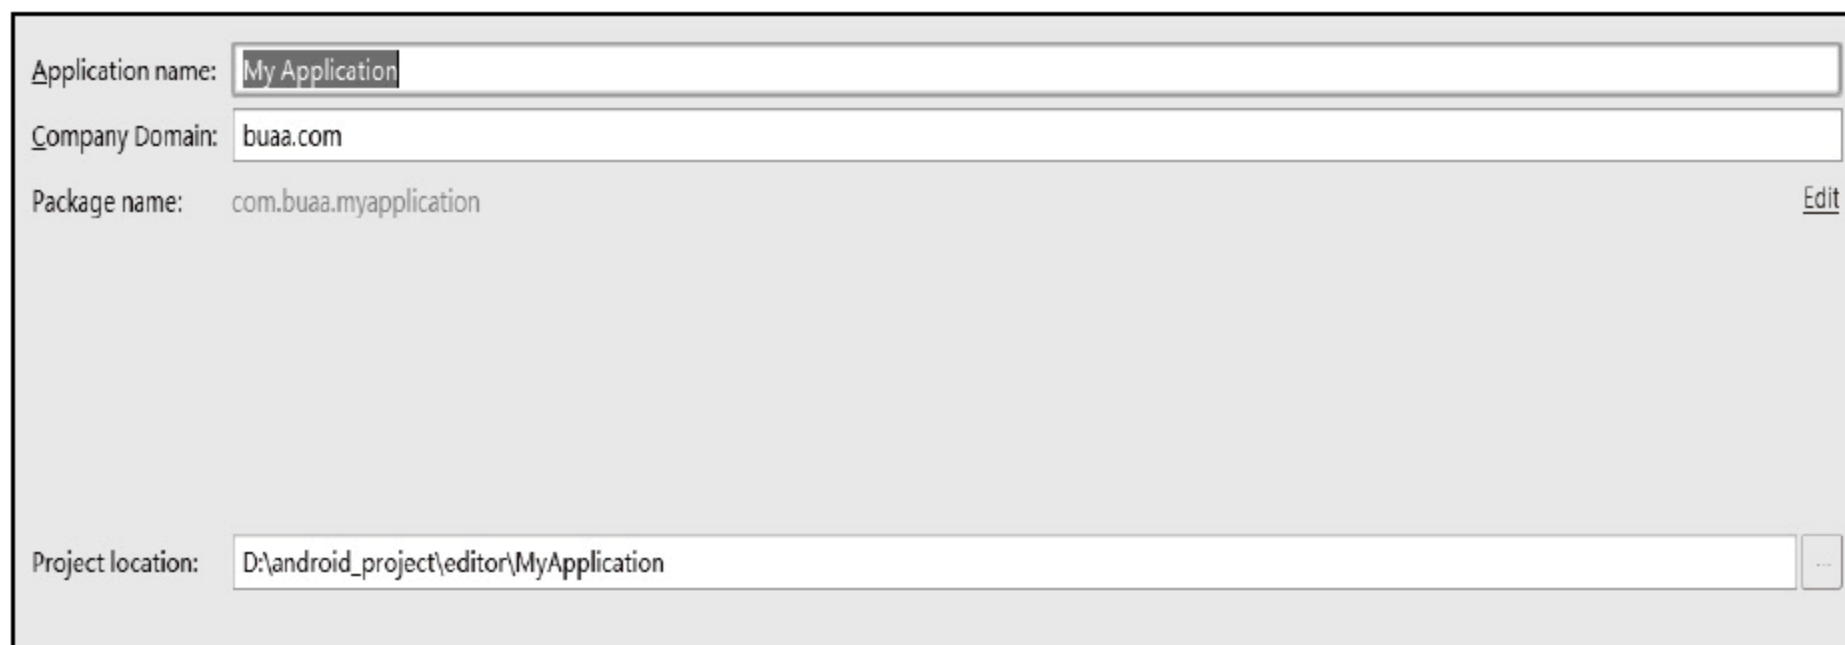 Application name: My Application
Company Domain: buaa.com
Package name: com.buaa.myapplication Edit
Project location: D:\android_project\editor\MyApplication ...